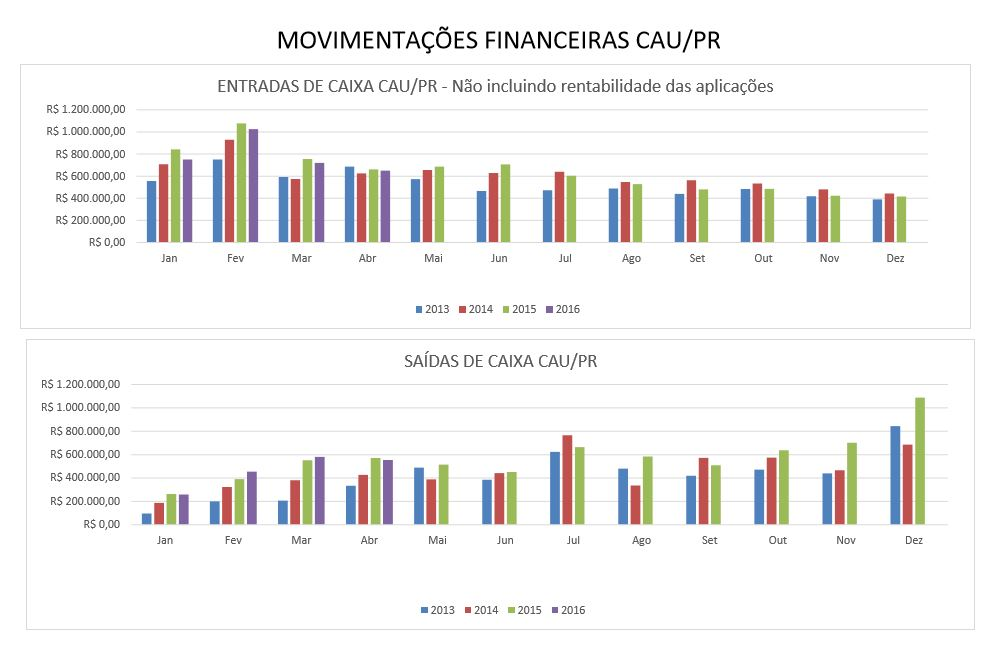 MOVIMENTAÇÕES FINANCEIRAS CAU/PR
ENTRADAS DE CAIXA CAU/PR - Não incluindo rentabilidade das aplicações
R$ 1.200.000,00
R$ 1.000.000,00
R$ 800.000,00
R$ 600.000,00
R$ 400.000,00
R$ 200.000,00
R$ 0,00
Jan Fev Mar Abr Mai Jun Jul Ago Set Out Nov Dez
2013 2014 2015 2016
SAÍDAS DE CAIXA CAU/PR
R$ 1.200.000,00
R$ 1.000.000,00
R$ 800.000,00
R$ 600.000,00
R$ 400.000,00
R$ 200.000,00
R$ 0,00
Jan Fev Mar Abr Mai Jun Jul Ago Set Out Nov Dez
2013 2014 2015 2016